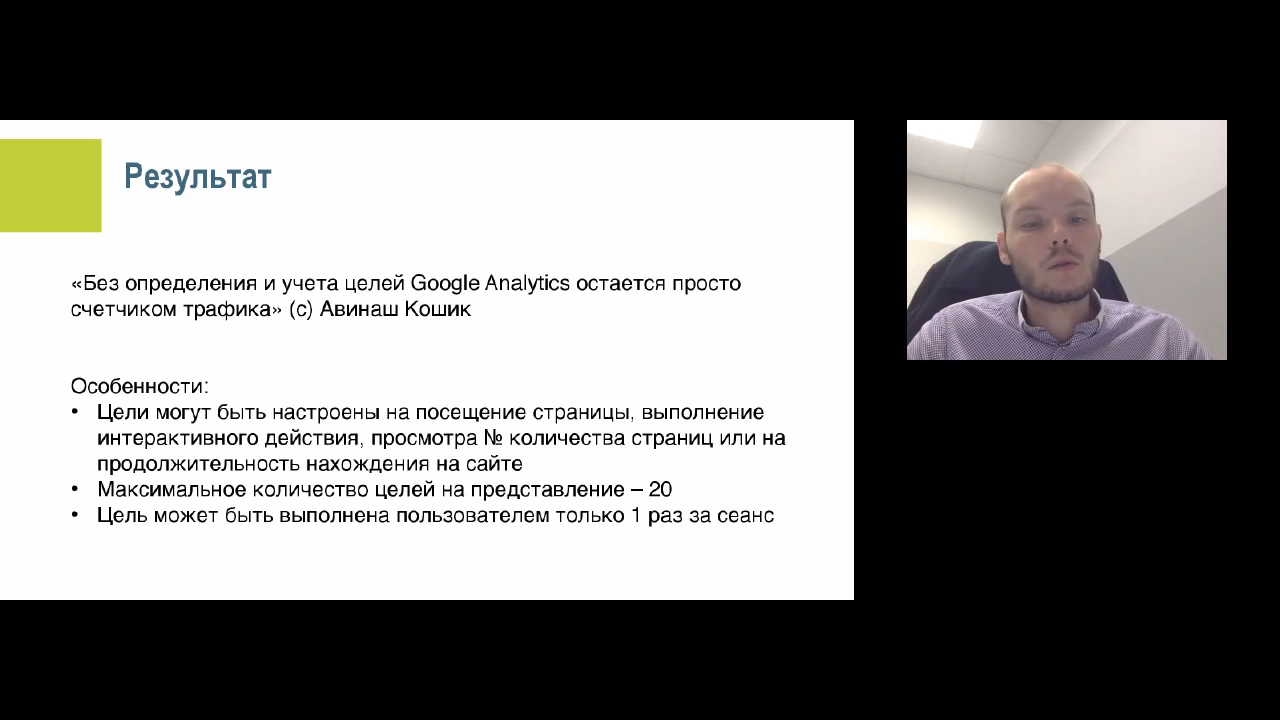 Результат
«Без определения и учета целей Google Analytics остается просто
счетчиком трафика» (с) Авинаш Кошик
Особенности:
• Цели могут быть настроены на посещение страницы, выполнение
интерактивного действия, просмотра № количества страниц или на
продолжительность нахождения на сайте
• Максимальное количество целей на представление – 20
• Цель может быть выполнена пользователем только 1 раз за сеанс